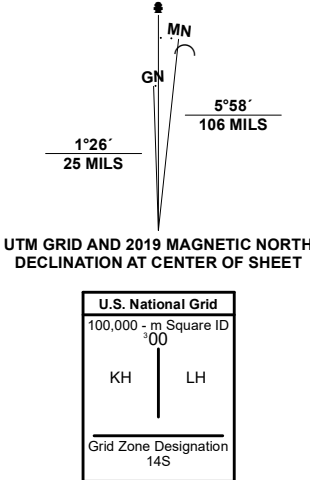 MN
GN
5°58´
106 MILS
1°26´
25 MILS
UTM GRID AND 2019 MAGNETIC NORTH
DECLINATION AT CENTER OF SHEET
U.S. National Grid
100,000 - m Square ID
³00
KH LH
Grid Zone Designation
14S